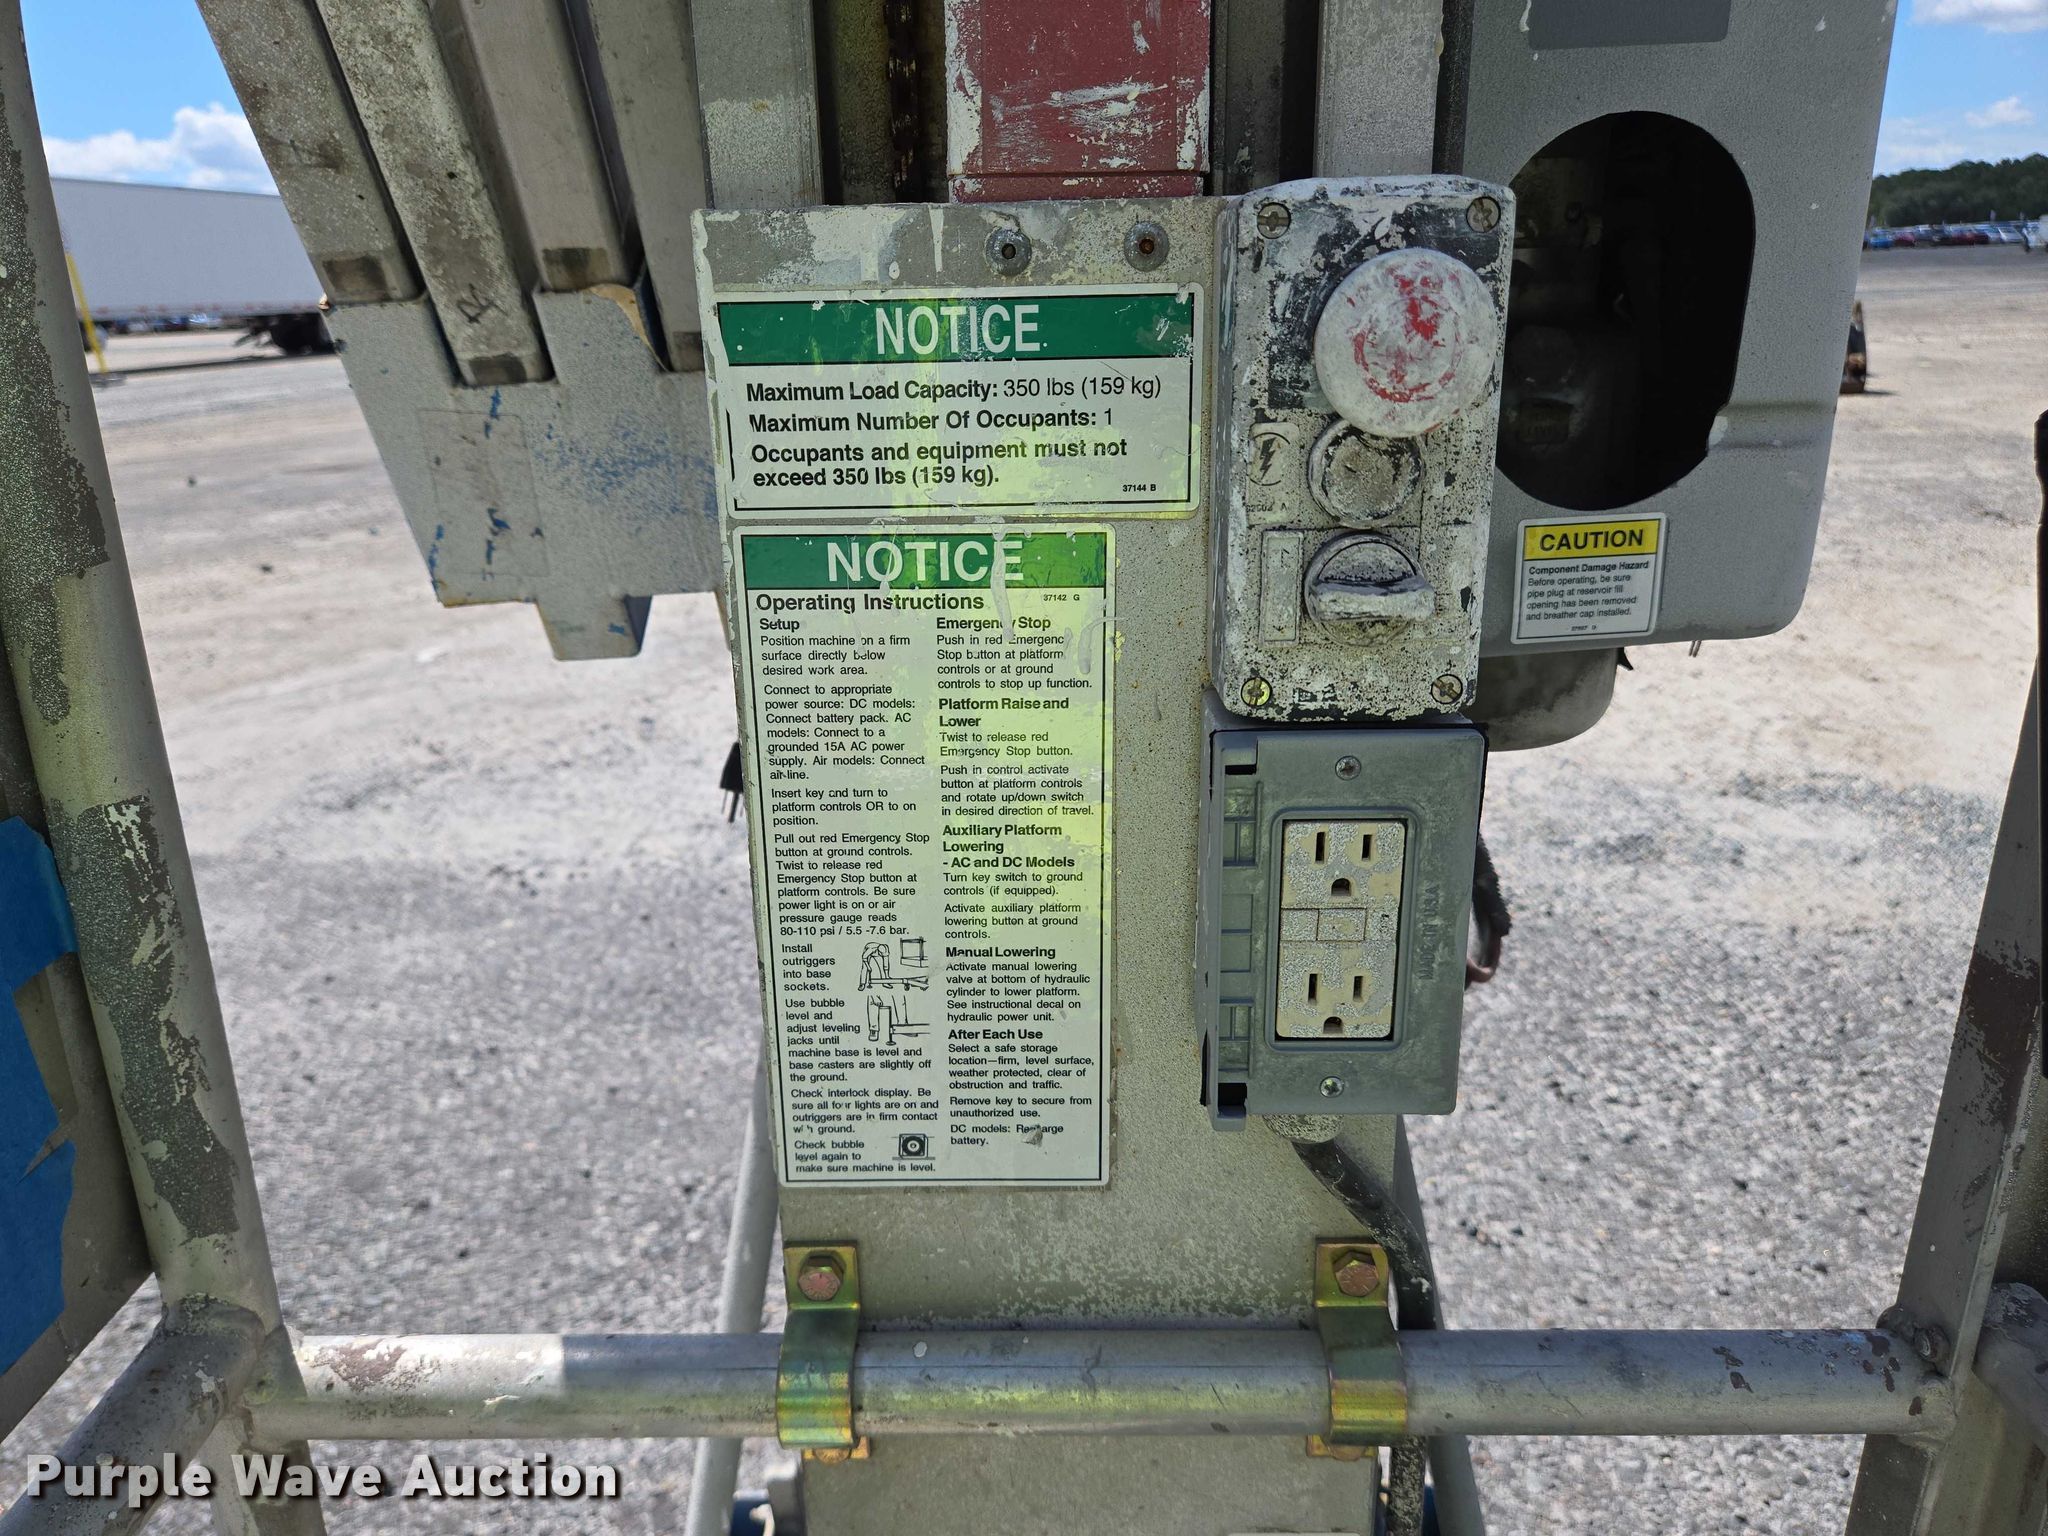 NOTICE
Maximum Load Capacity: 350 lbs (159 kg)
Maximum Number Of Occupants: 1
Occupants and equipment must not
exceed 350 lbs (159 kg).
37144 B
NOTICE
Operating Instructions
37142 G
Setup
Position machine on a firm
surface directly below
desired work area.
Connect to appropriate
power source: DC models:
Connect battery pack. AC
models: Connect to a
grounded 15A AC power
supply. Air models: Connect
air line.
Insert key and turn to
platform controls OR to on
position.
Pull out red Emergency Stop
button at ground controls.
Twist to release red
Emergency Stop button at
platform controls. Be sure
power light is on or air
pressure gauge reads
80-110 psi / 5.5 -7.6 bar.
Install
outriggers
into base
sockets.
Use bubble
level and
adjust leveling
jacks until
machine base is level and
base casters are slightly off
the ground.
Check interlock display. Be
sure all four lights are on and
outriggers are in firm contact
with ground.
Check bubble
level again to
make sure machine is level.
Emergency Stop
Push in red Emergency
Stop button at platform
controls or at ground
controls to stop up function.
Platform Raise and
Lower
Twist to release red
Emergency Stop button.
Push in control activate
button at platform controls
and rotate up/down switch
in desired direction of travel.
Auxiliary Platform
Lowering
- AC and DC Models
Turn key switch to ground
controls (if equipped).
Activate auxiliary platform
lowering button at ground
controls.
Manual Lowering
Activate manual lowering
valve at bottom of hydraulic
cylinder to lower platform.
See instructional decal on
hydraulic power unit.
After Each Use
Select a safe storage
location—firm, level surface,
weather protected, clear of
obstruction and traffic.
Remove key to secure from
unauthorized use.
DC models: Recharge
battery.
CAUTION
Component Damage Hazard
Before operating, be sure
pipe plug at reservoir fill
opening has been removed
and breather cap installed.
IN U.S.A
Purple Wave Auction